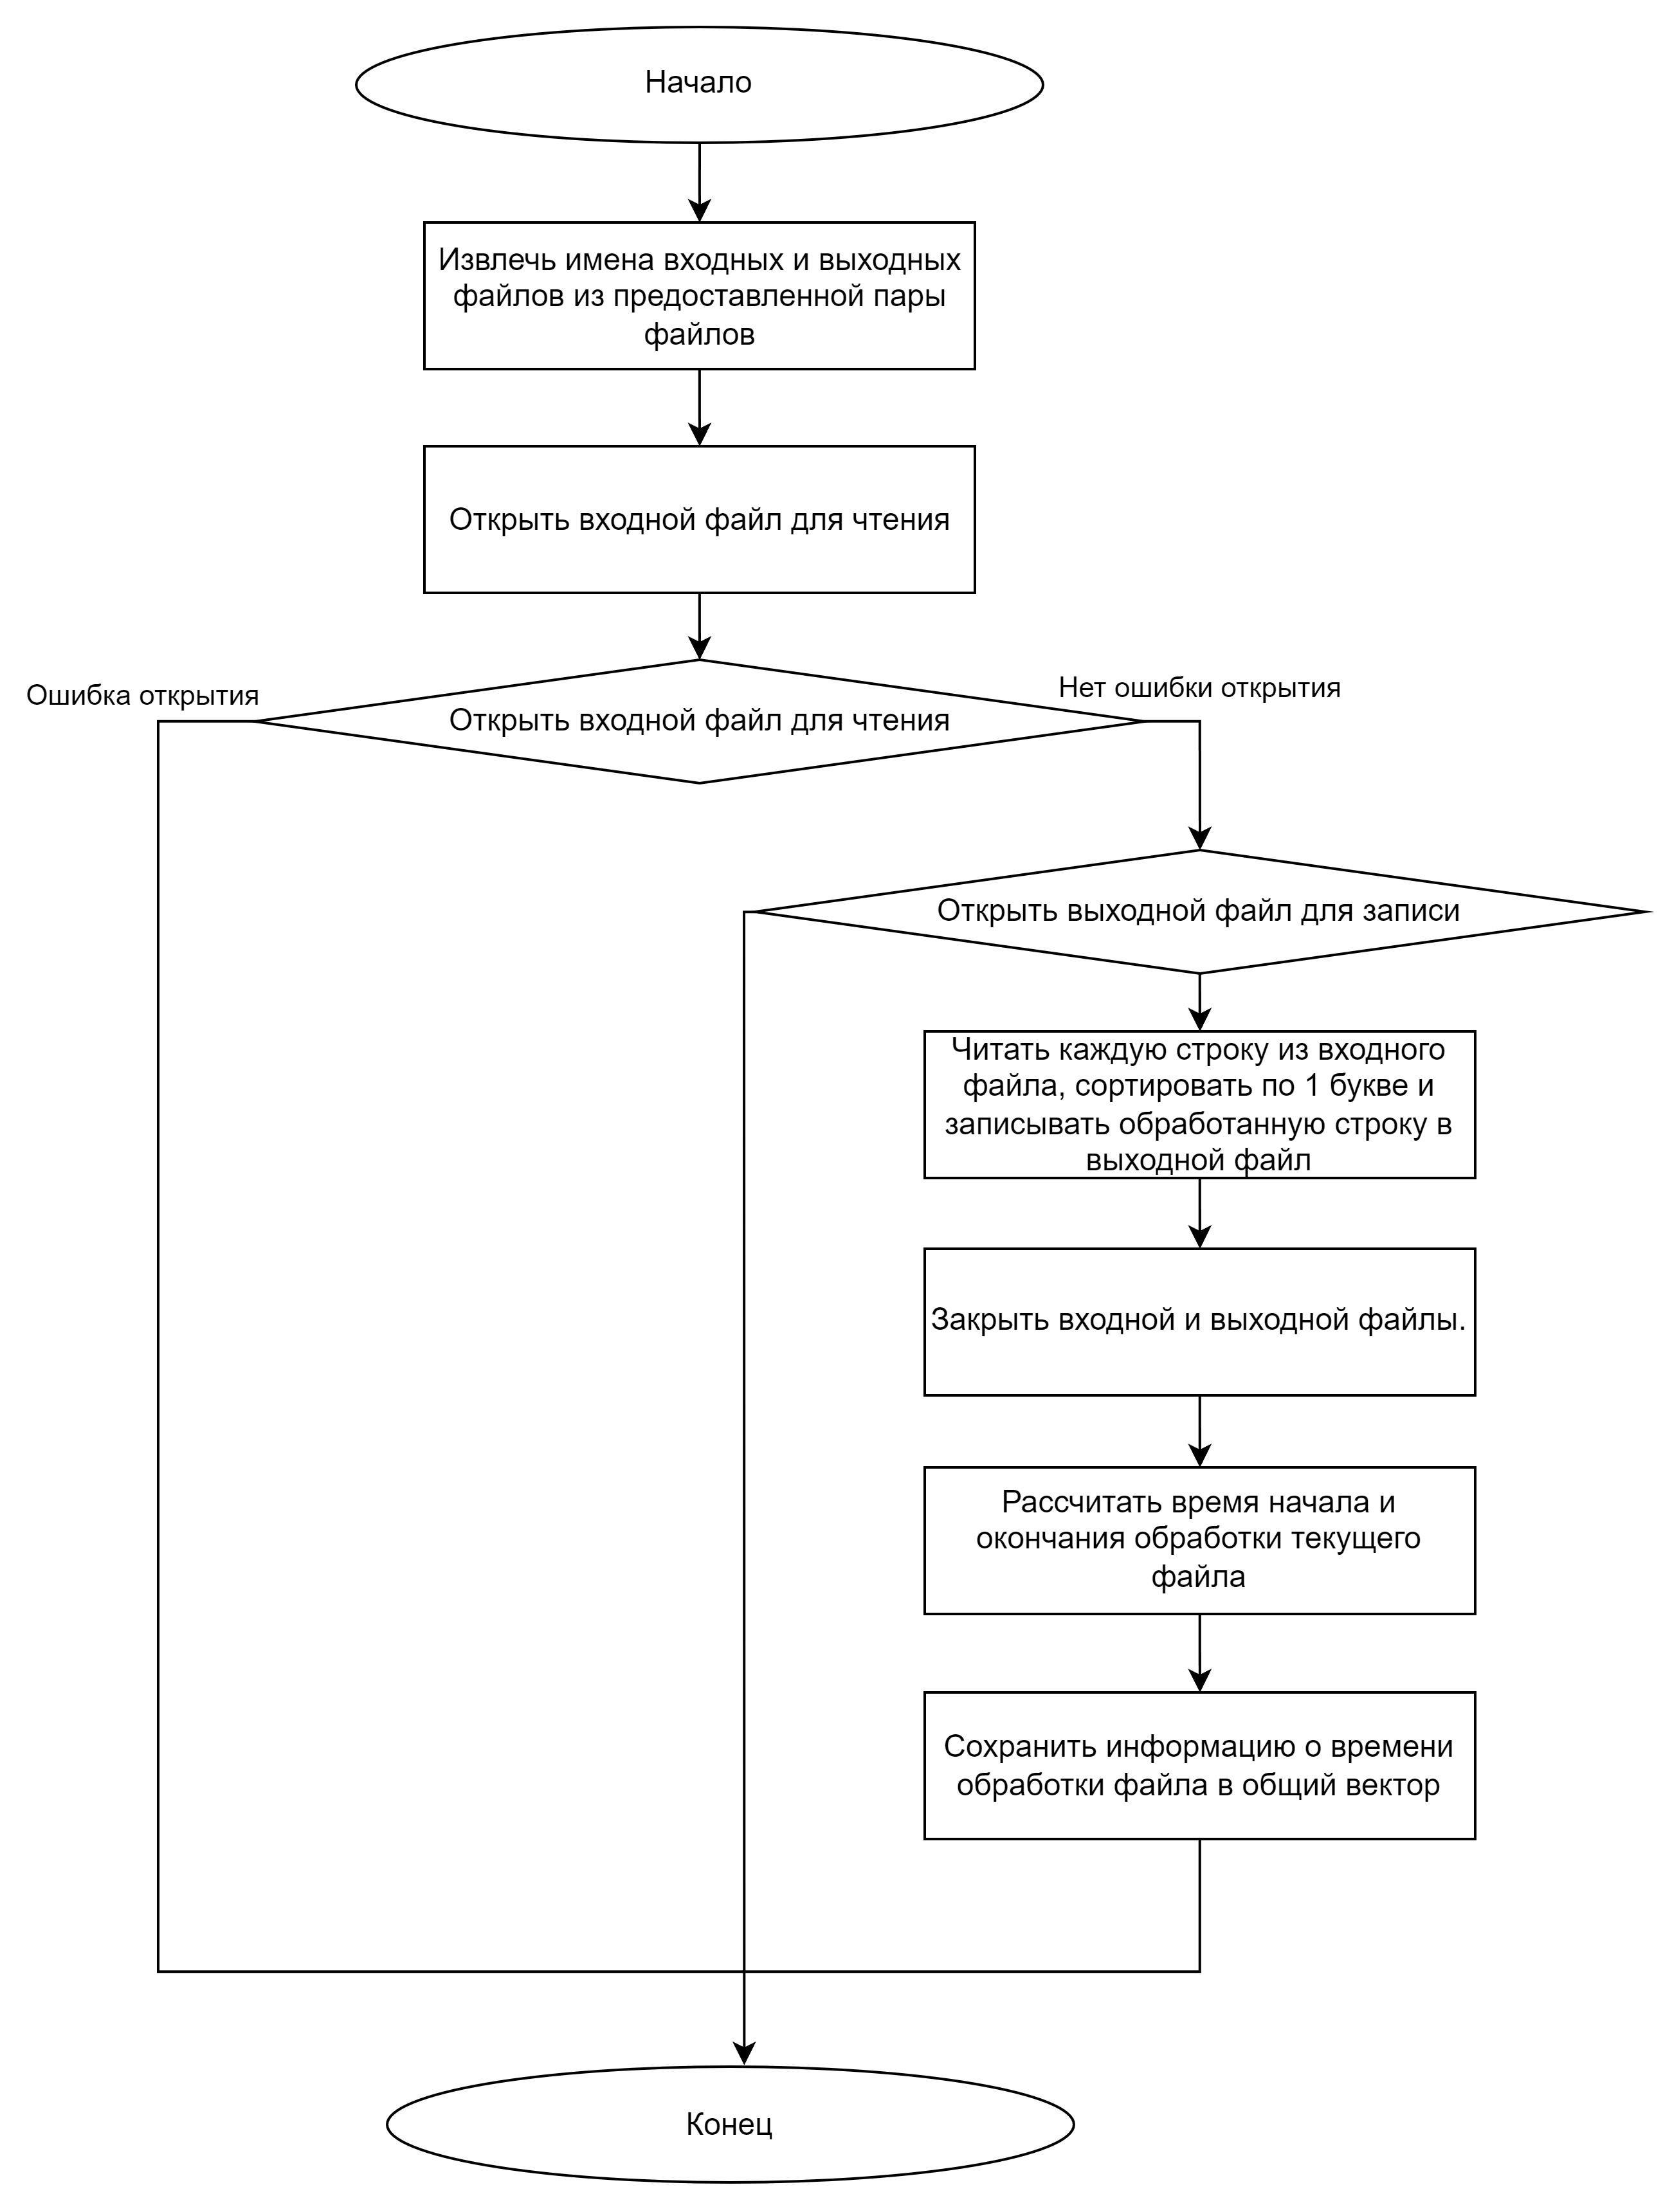 Начало
Извлечь имена входных и выходных
файлов из предоставленной пары
файлов
Открыть входной файл для чтения
Ошибка открытия
Нет ошибки открытия
Открыть входной файл для чтения
Открыть выходной файл для записи
Читать каждую строку из входного
файла, сортировать по 1 букве и
записывать обработанную строку в
выходной файл
Закрыть входной и выходной файлы.
Рассчитать время начала и
окончания обработки текущего
файла
Сохранить информацию о времени
обработки файла в общий вектор
Конец